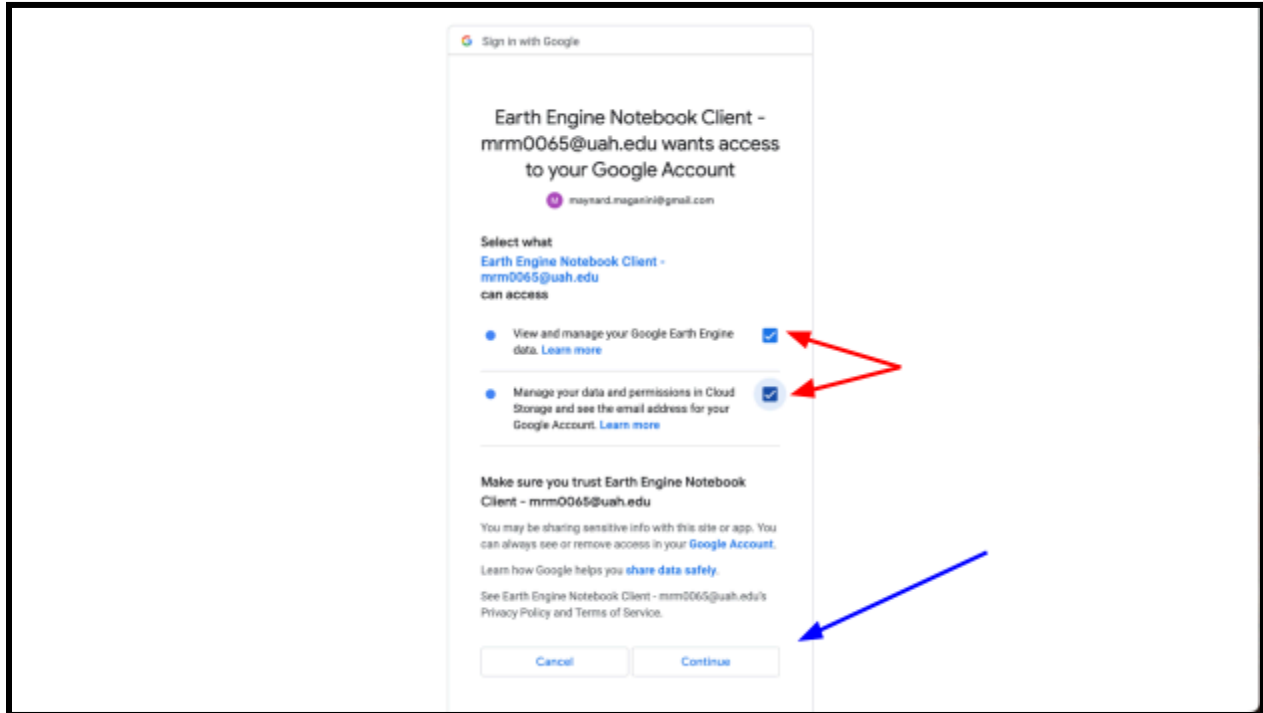 Sign in with Google
Earth Engine Notebook Client -
mrm0065@uah.edu wants access
to your Google Account
M maynard.maganini@gmail.com
Select what
Earth Engine Notebook Client -
mrm0065@uah.edu
can access
View and manage your Google Earth Engine
data. Learn more
Manage your data and permissions in Cloud
Storage and see the email address for your
Google Account. Learn more
Make sure you trust Earth Engine Notebook
Client - mrm0065@uah.edu
You may be sharing sensitive info with this site or app. You
can always see or remove access in your Google Account.
Learn how Google helps you share data safely.
See Earth Engine Notebook Client - mrm0065@uah.edu's
Privacy Policy and Terms of Service.
Cancel Continue